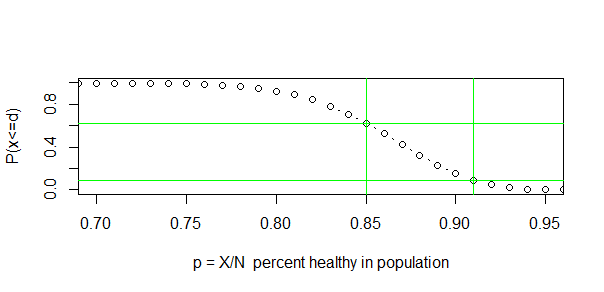 P(x<=d)
0.8
0.4
0.0
0.70 0.75 0.80 0.85 0.90 0.95
p = X/N  percent healthy in population